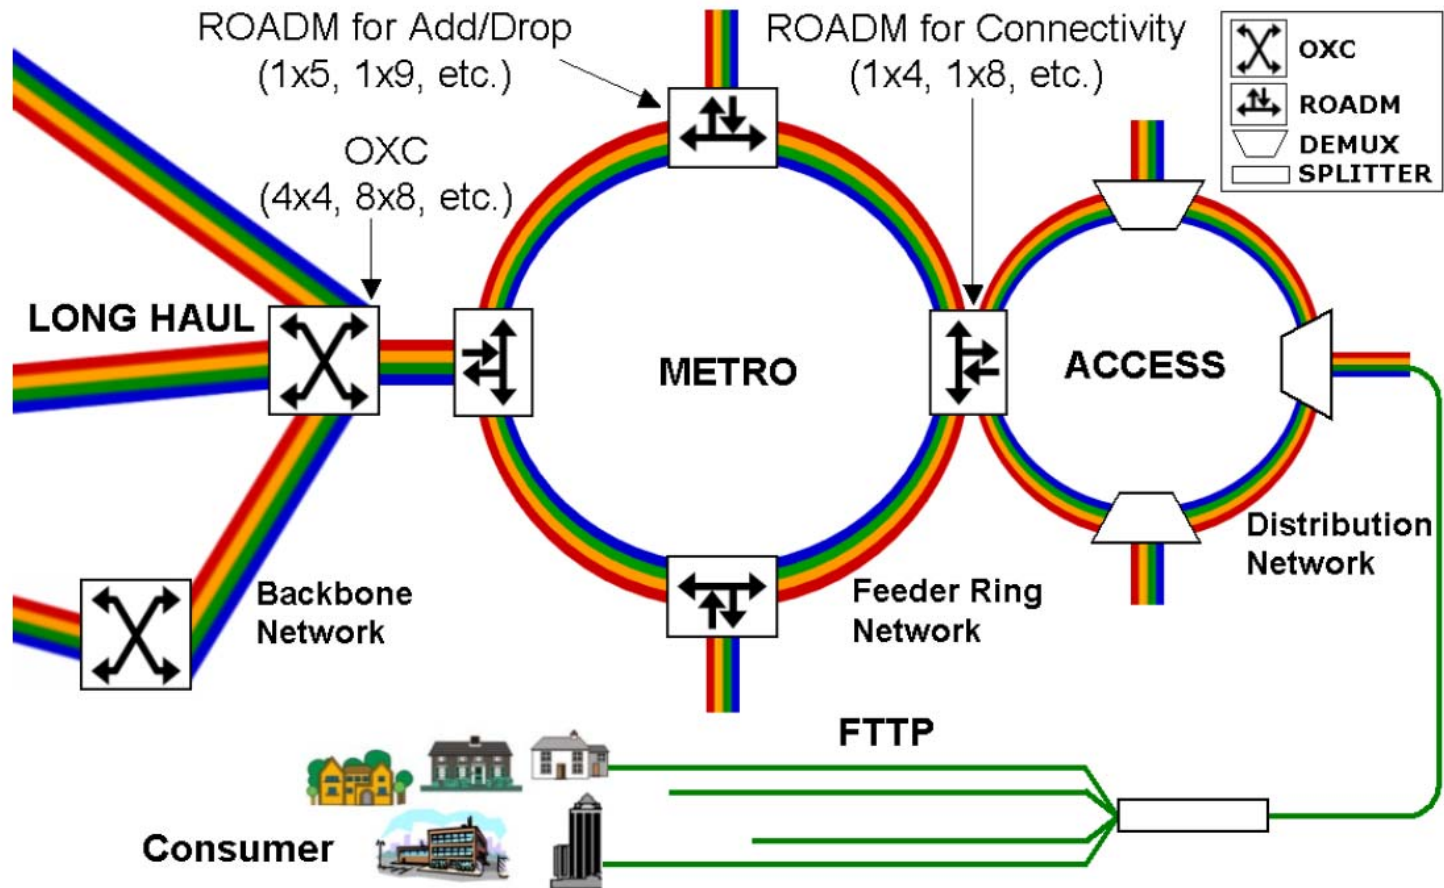 ROADM for Add/Drop
(1x5, 1x9, etc.)
ROADM for Connectivity
(1x4, 1x8, etc.)
OXC
ROADM
DEMUX
SPLITTER
OXC
(4x4, 8x8, etc.)
LONG HAUL
METRO
ACCESS
Backbone
Network
Feeder Ring
Network
Distribution
Network
FTTP
Consumer